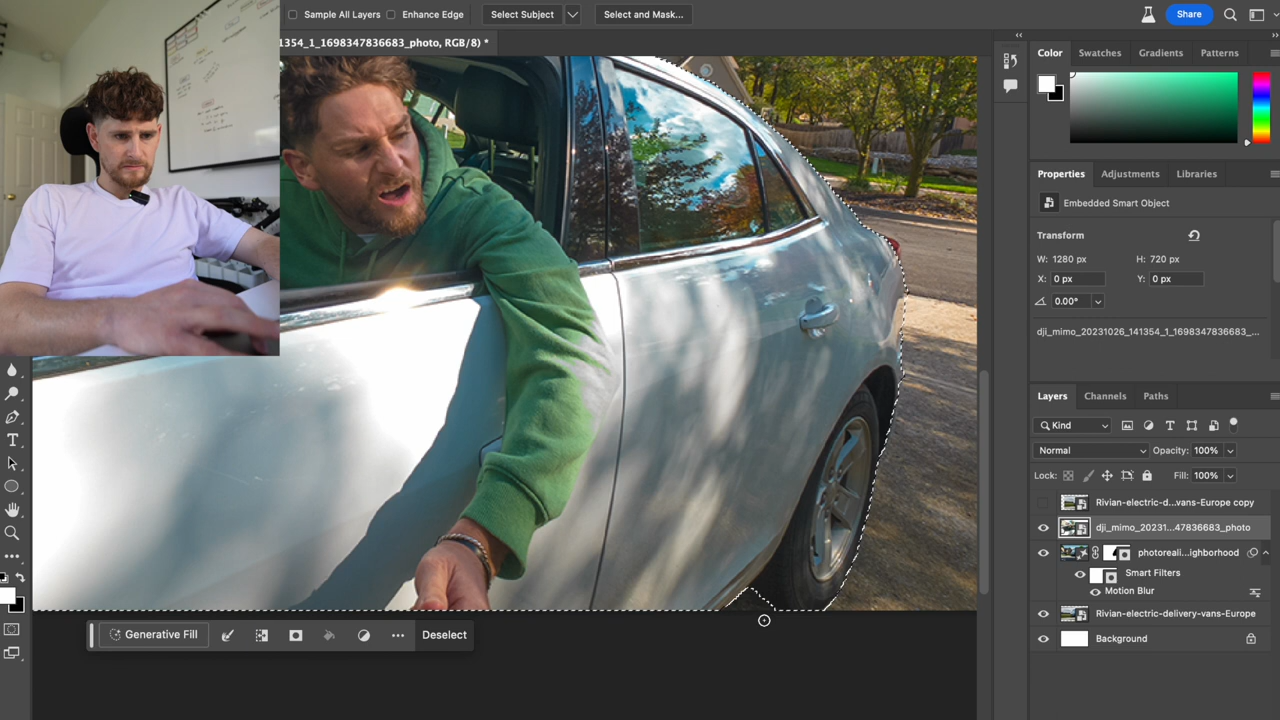 Sample All Layers Enhance Edge Select Subject Select and Mask... Share
1354_1_1698347836683_photo, RGB/8) *
Color Swatches Gradients Patterns
Properties Adjustments Libraries
Embedded Smart Object
Transform
W: 1280 px H: 720 px
X: 0 px Y: 0 px
0.00°
dji_mimo_20231026_141354_1_1698347836683_...
Layers Channels Paths
Kind
Normal Opacity: 100%
Lock: Fill: 100%
Rivian-electric-d...vans-Europe copy
dji_mimo_20231...47836683_photo
photoreali...ighborhood
Smart Filters
Motion Blur
Rivian-electric-delivery-vans-Europe
Background
Generative Fill Deselect